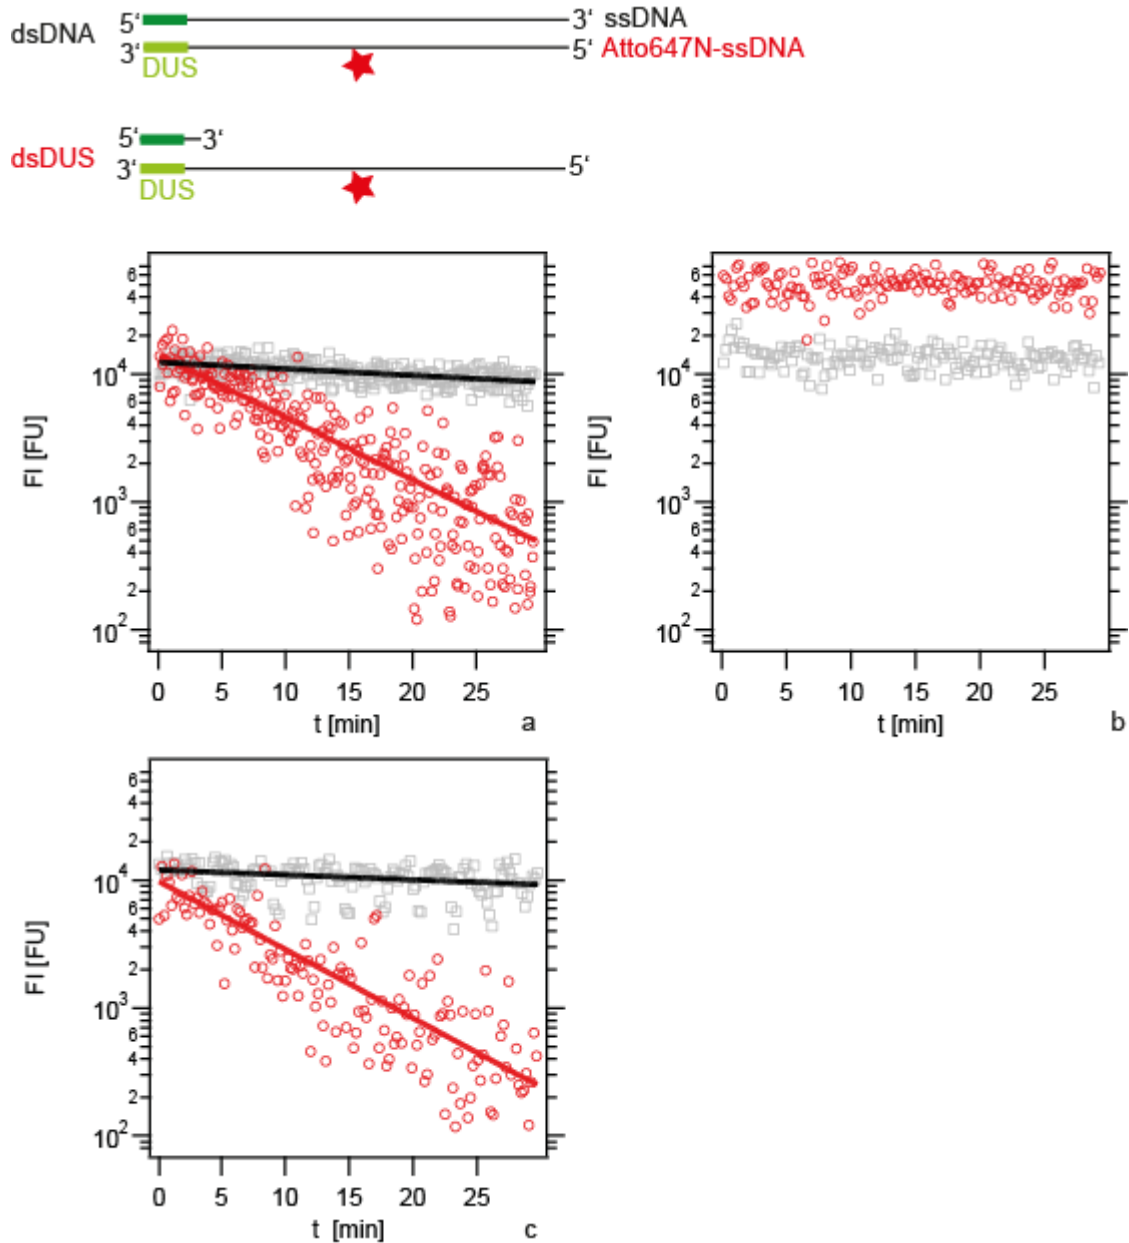 dsDNA 5‘ 3‘ ssDNA
3‘ 5‘ Atto647N-ssDNA
DUS
dsDUS 5‘ 3‘
3‘ 5‘
DUS
FI [FU]
6
4
2
10^4
6
4
2
10^3
6
4
2
10^2
0 5 10 15 20 25
t [min] a
FI [FU]
6
4
2
10^4
6
4
2
10^3
6
4
2
10^2
0 5 10 15 20 25
t [min] b
FI [FU]
6
4
2
10^4
6
4
2
10^3
6
4
2
10^2
0 5 10 15 20 25
t [min] c